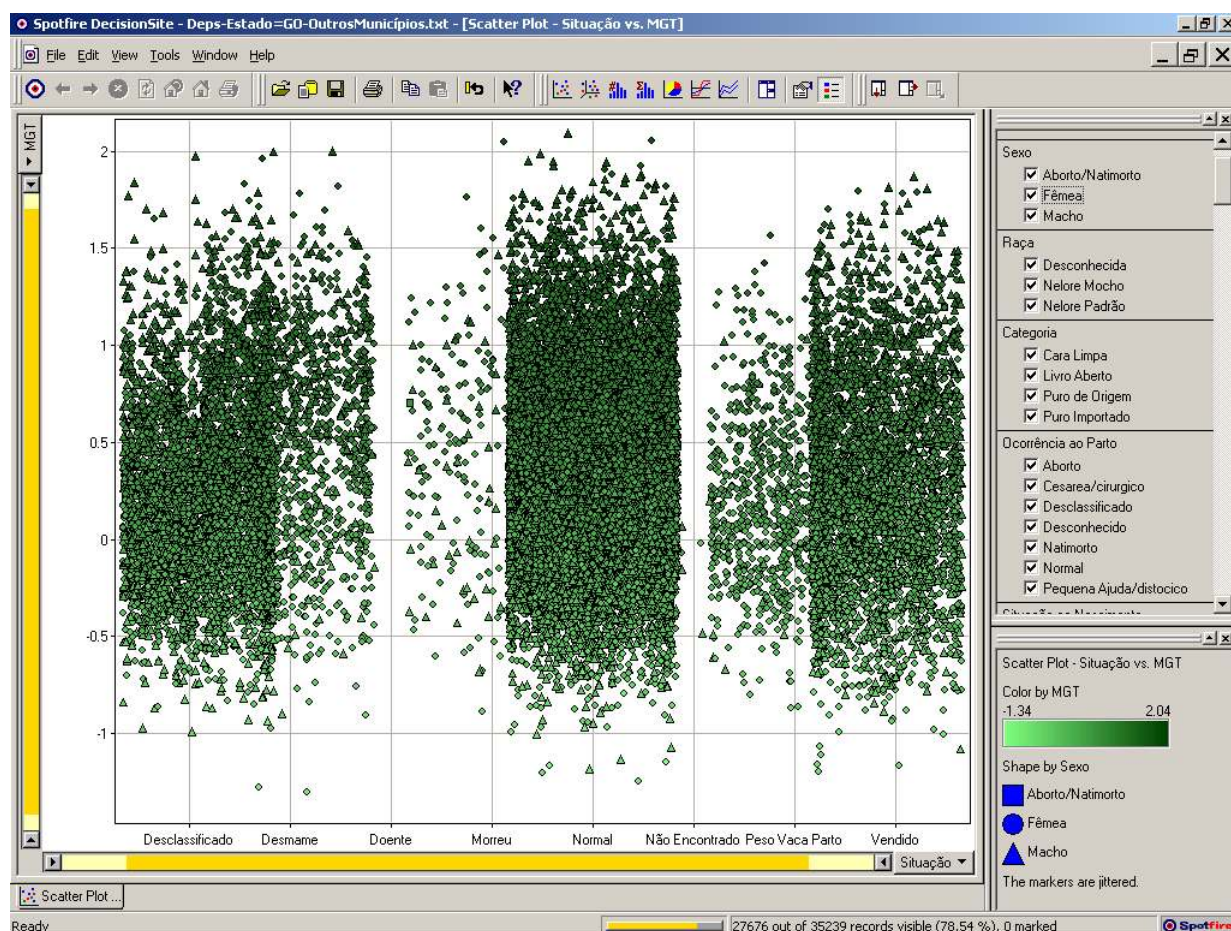 Spotfire DecisionSite - Deps-Estado=GO-OutrosMunicípios.txt - [Scatter Plot - Situação vs. MGT]
File Edit View Tools Window Help
MGT
2
1.5
1
0.5
0
-0.5
-1
Desclassificado Desmame Doente Morreu Normal Não Encontrado Peso Vaca Parto Vendido
Situação
Sexo
Aborto/Natimorto
Fêmea
Macho
Raça
Desconhecida
Nelore Mocho
Nelore Padrão
Categoria
Cara Limpa
Livro Aberto
Puro de Origem
Puro Importado
Ocorrência ao Parto
Aborto
Cesarea/cirurgico
Desclassificado
Desconhecido
Natimorto
Normal
Pequena Ajuda/distocico
Scatter Plot - Situação vs. MGT
Color by MGT
-1.34 2.04
Shape by Sexo
Aborto/Natimorto
Fêmea
Macho
The markers are jittered.
Scatter Plot ...
Ready
27676 out of 35239 records visible (78.54 %), 0 marked
Spotfire